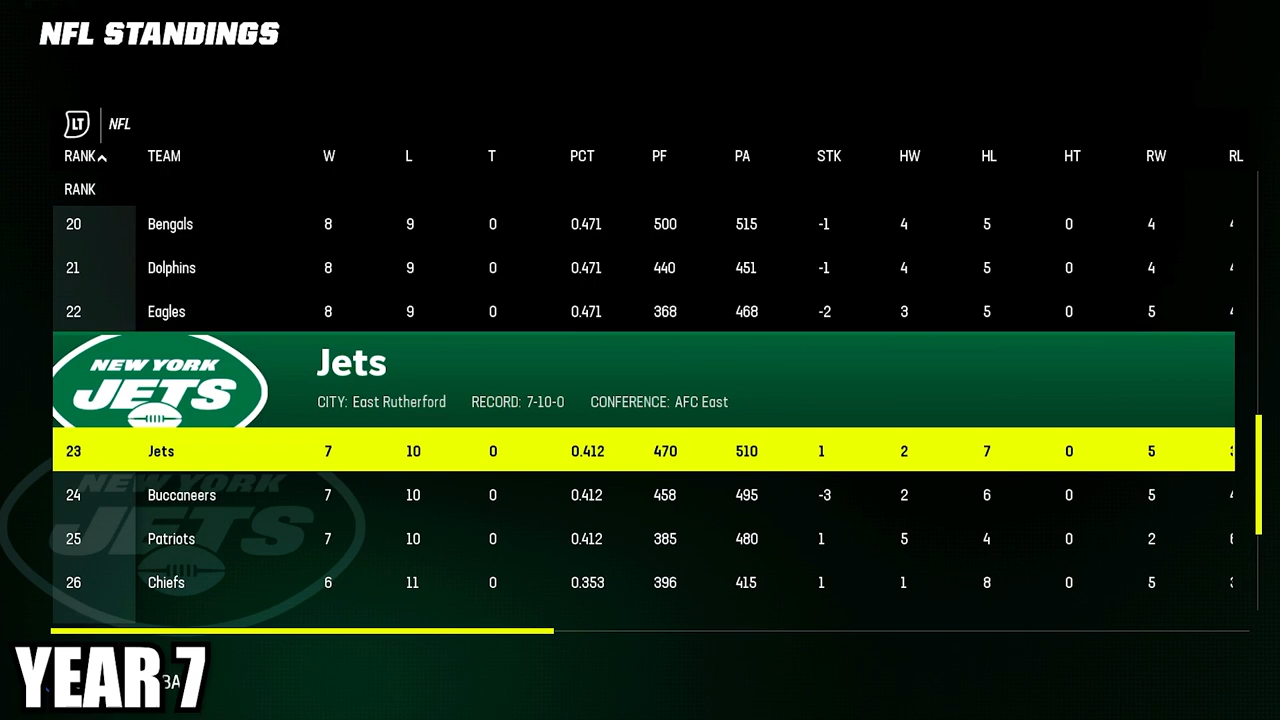 NFL STANDINGS
LT NFL
RANK TEAM W L T PCT PF PA STK HW HL HT RW RL
RANK
20 Bengals 8 9 0 0.471 500 515 -1 4 5 0 4
21 Dolphins 8 9 0 0.471 440 451 -1 4 5 0 4
22 Eagles 8 9 0 0.471 368 468 -2 3 5 0 5
NEW YORK JETS
Jets
CITY: East Rutherford RECORD: 7-10-0 CONFERENCE: AFC East
23 Jets 7 10 0 0.412 470 510 1 2 7 0 5
NEW YORK JETS
24 Buccaneers 7 10 0 0.412 458 495 -3 2 6 0 5
25 Patriots 7 10 0 0.412 385 480 1 5 4 0 2
26 Chiefs 6 11 0 0.353 396 415 1 1 8 0 5
YEAR 7